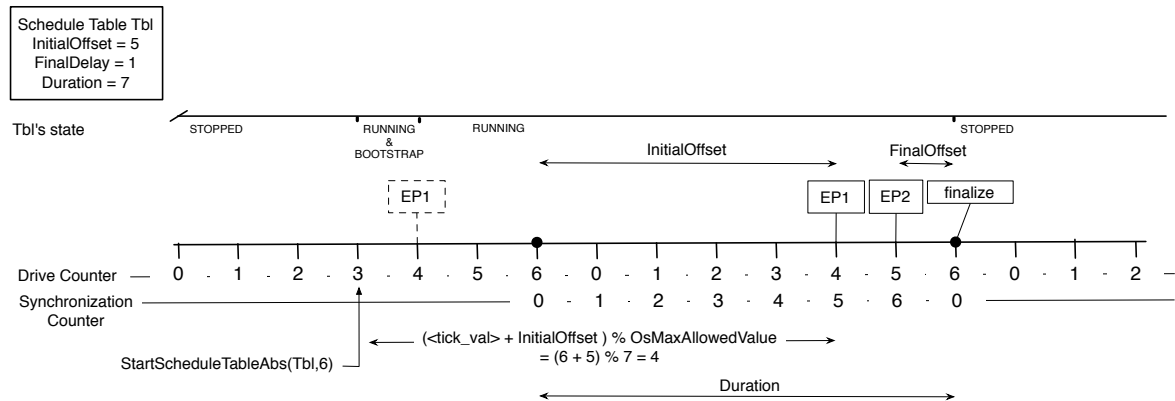 Schedule Table Tbl
InitialOffset = 5
FinalDelay = 1
Duration = 7
Tbl's state
STOPPED
RUNNING
&
BOOTSTRAP
RUNNING
STOPPED
InitialOffset
FinalOffset
EP1
EP1
EP2
finalize
Drive Counter
0 - 1 - 2 - 3 - 4 - 5 - 6 - 0 - 1 - 2 - 3 - 4 - 5 - 6 - 0 - 1 - 2
Synchronization
Counter
0 - 1 - 2 - 3 - 4 - 5 - 6 - 0
(<tick_val> + InitialOffset ) % OsMaxAllowedValue
= (6 + 5) % 7 = 4
StartScheduleTableAbs(Tbl,6)
Duration